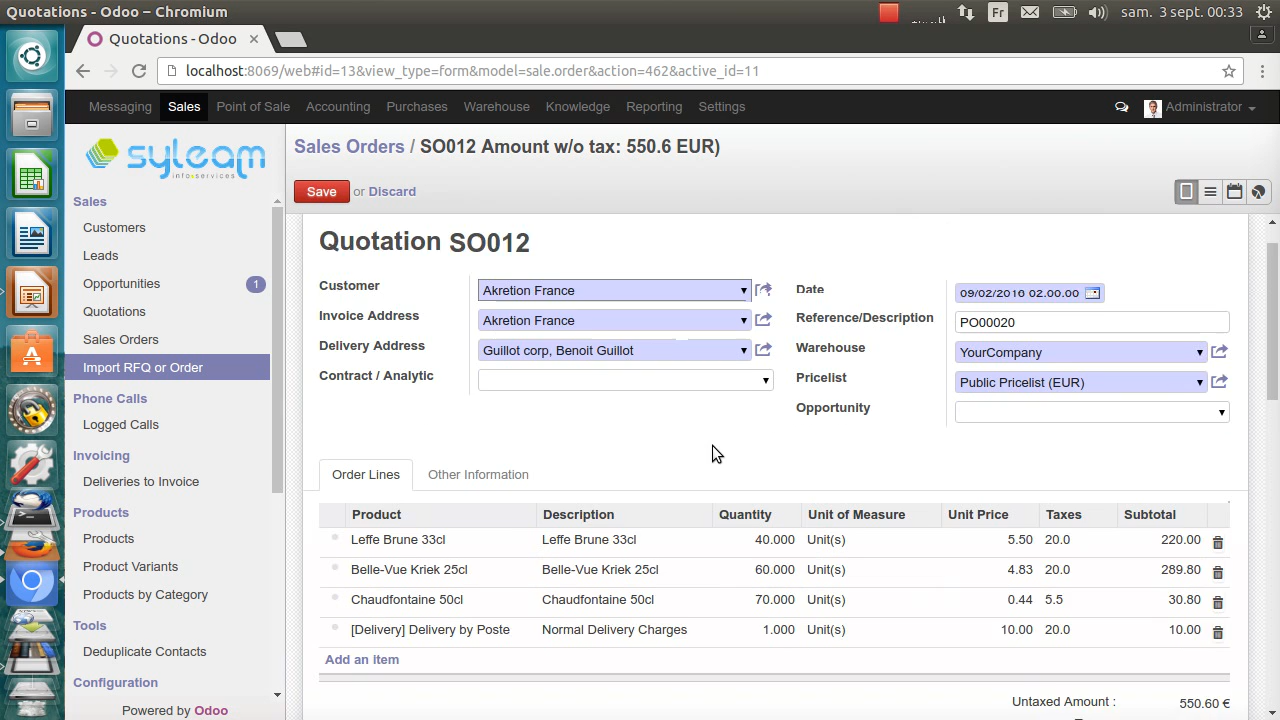 Quotations - Odoo – Chromium
Fr
sam. 3 sept. 00:33
Quotations - Odoo
localhost:8069/web#id=13&view_type=form&model=sale.order&action=462&active_id=11
Messaging Sales Point of Sale Accounting Purchases Warehouse Knowledge Reporting Settings
Administrator
syleam
info services
Sales
Customers
Leads
Opportunities 1
Quotations
Sales Orders
Import RFQ or Order
Phone Calls
Logged Calls
Invoicing
Deliveries to Invoice
Products
Products
Product Variants
Products by Category
Tools
Deduplicate Contacts
Configuration
Powered by Odoo
Sales Orders / SO012 Amount w/o tax: 550.6 EUR)
Save or Discard
Quotation SO012
Customer Akretion France
Invoice Address Akretion France
Delivery Address Guillot corp, Benoit Guillot
Contract / Analytic
Date 09/02/2016 02:00:00
Reference/Description PO00020
Warehouse YourCompany
Pricelist Public Pricelist (EUR)
Opportunity
Order Lines Other Information
Product Description Quantity Unit of Measure Unit Price Taxes Subtotal
Leffe Brune 33cl Leffe Brune 33cl 40.000 Unit(s) 5.50 20.0 220.00
Belle-Vue Kriek 25cl Belle-Vue Kriek 25cl 60.000 Unit(s) 4.83 20.0 289.80
Chaudfontaine 50cl Chaudfontaine 50cl 70.000 Unit(s) 0.44 5.5 30.80
[Delivery] Delivery by Poste Normal Delivery Charges 1.000 Unit(s) 10.00 20.0 10.00
Add an item
Untaxed Amount : 550.60 €